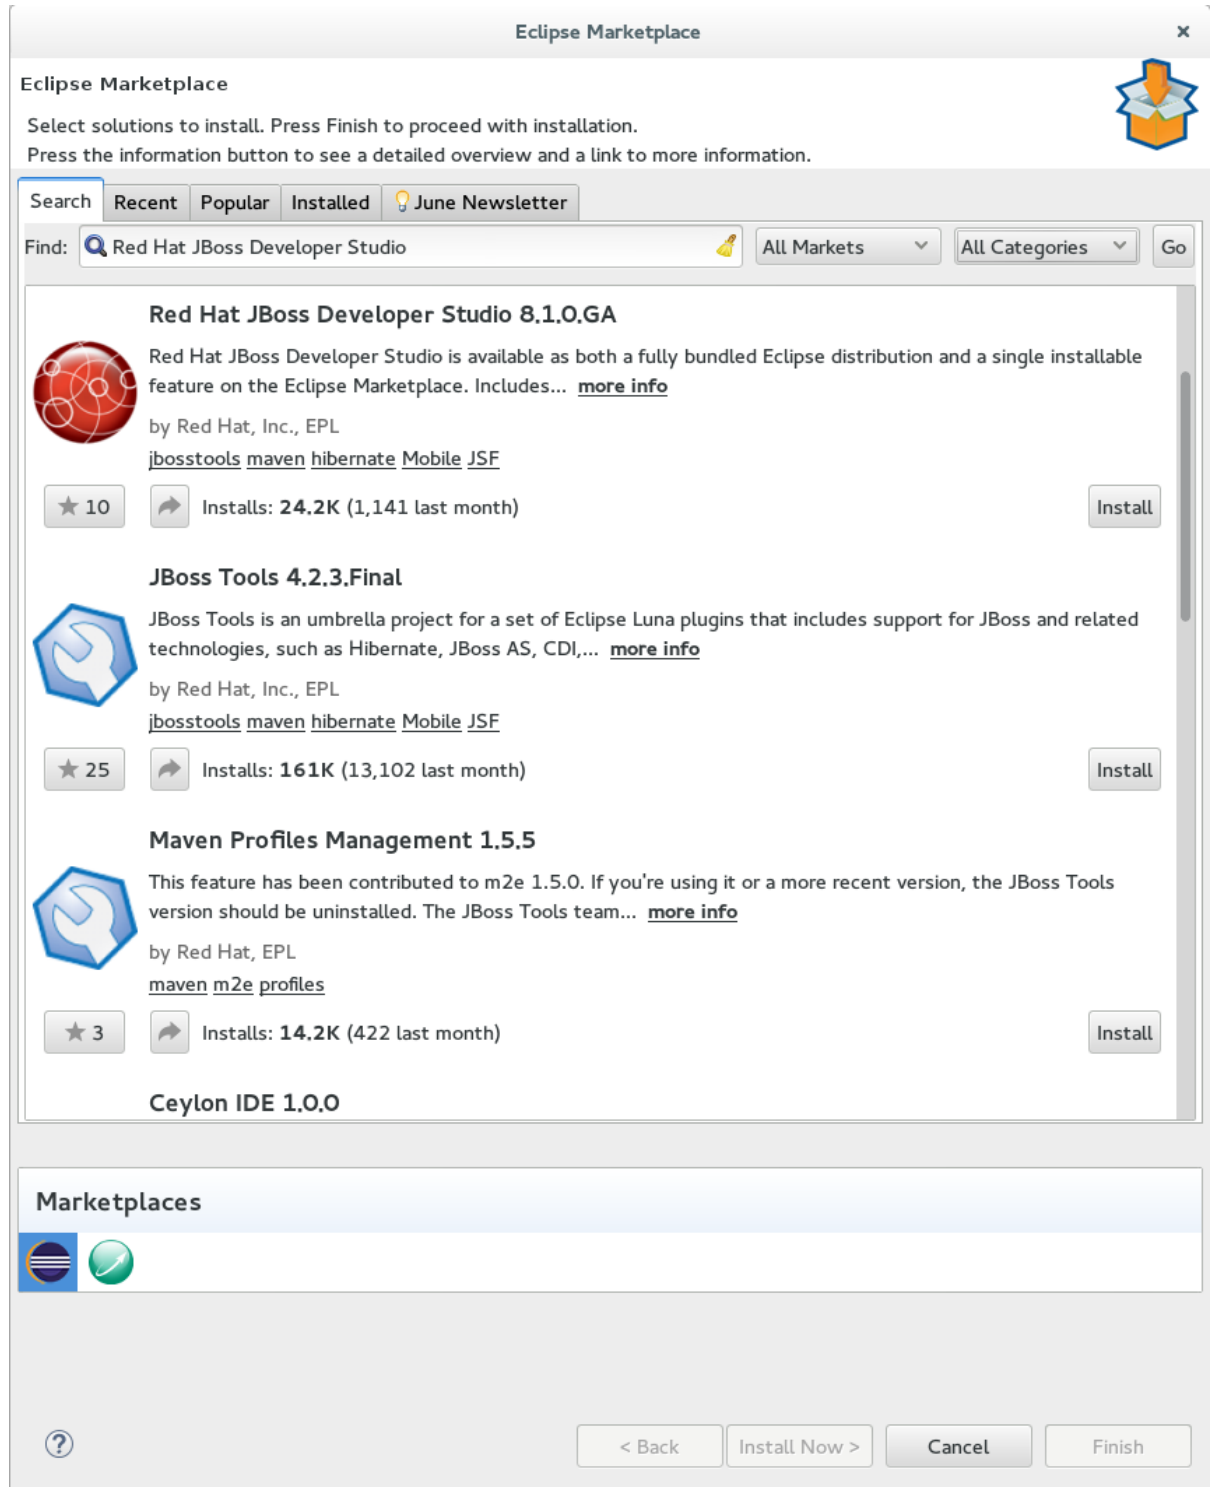 Eclipse Marketplace
×
Eclipse Marketplace
Select solutions to install. Press Finish to proceed with installation.
Press the information button to see a detailed overview and a link to more information.
Search Recent Popular Installed June Newsletter
Find: Red Hat JBoss Developer Studio All Markets All Categories Go
Red Hat JBoss Developer Studio 8.1.0.GA
Red Hat JBoss Developer Studio is available as both a fully bundled Eclipse distribution and a single installable
feature on the Eclipse Marketplace. Includes... more info
by Red Hat, Inc., EPL
jbosstools maven hibernate Mobile JSF
10 Installs: 24.2K (1,141 last month) Install
JBoss Tools 4.2.3.Final
JBoss Tools is an umbrella project for a set of Eclipse Luna plugins that includes support for JBoss and related
technologies, such as Hibernate, JBoss AS, CDI,... more info
by Red Hat, Inc., EPL
jbosstools maven hibernate Mobile JSF
25 Installs: 161K (13,102 last month) Install
Maven Profiles Management 1.5.5
This feature has been contributed to m2e 1.5.0. If you're using it or a more recent version, the JBoss Tools
version should be uninstalled. The JBoss Tools team... more info
by Red Hat, EPL
maven m2e profiles
3 Installs: 14.2K (422 last month) Install
Ceylon IDE 1.0.0
Marketplaces
? < Back Install Now > Cancel Finish